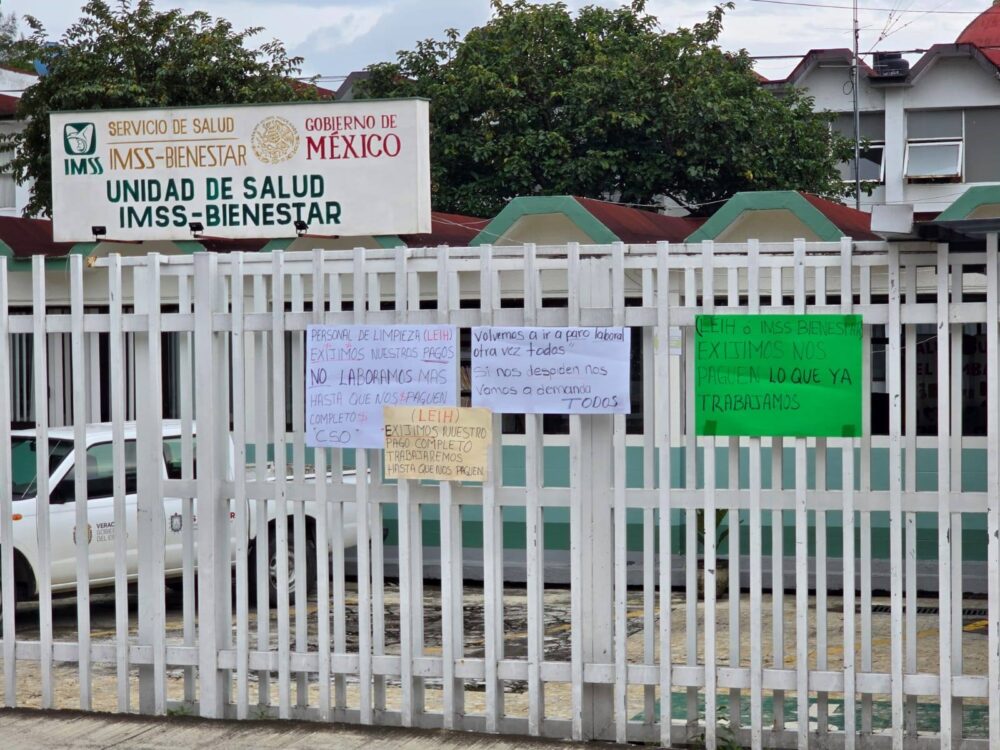 IMSS
SERVICIO DE SALUD
IMSS-BIENESTAR
GOBIERNO DE
MÉXICO
UNIDAD DE SALUD
IMSS-BIENESTAR
PERSONAL DE LIMPIEZA (LEIH)
EXIJIMOS NUESTROS PAGOS
NO LABORAMOS MAS
HASTA QUE NOS PAGUEN
COMPLETO
"CSO"
(LEIH)
EXIJIMOS NUESTRO
PAGO COMPLETO
TRABAJAREMOS
HASTA QUE NOS PAGUEN
Volvemos a ir a paro laboral
otra vez todas"
Si nos despiden nos
vamos a demanda
TODOS
(LEIH o IMSS BIENESTAR
EXIJIMOS NOS
PAGUEN LO QUE YA
TRABAJAMOS